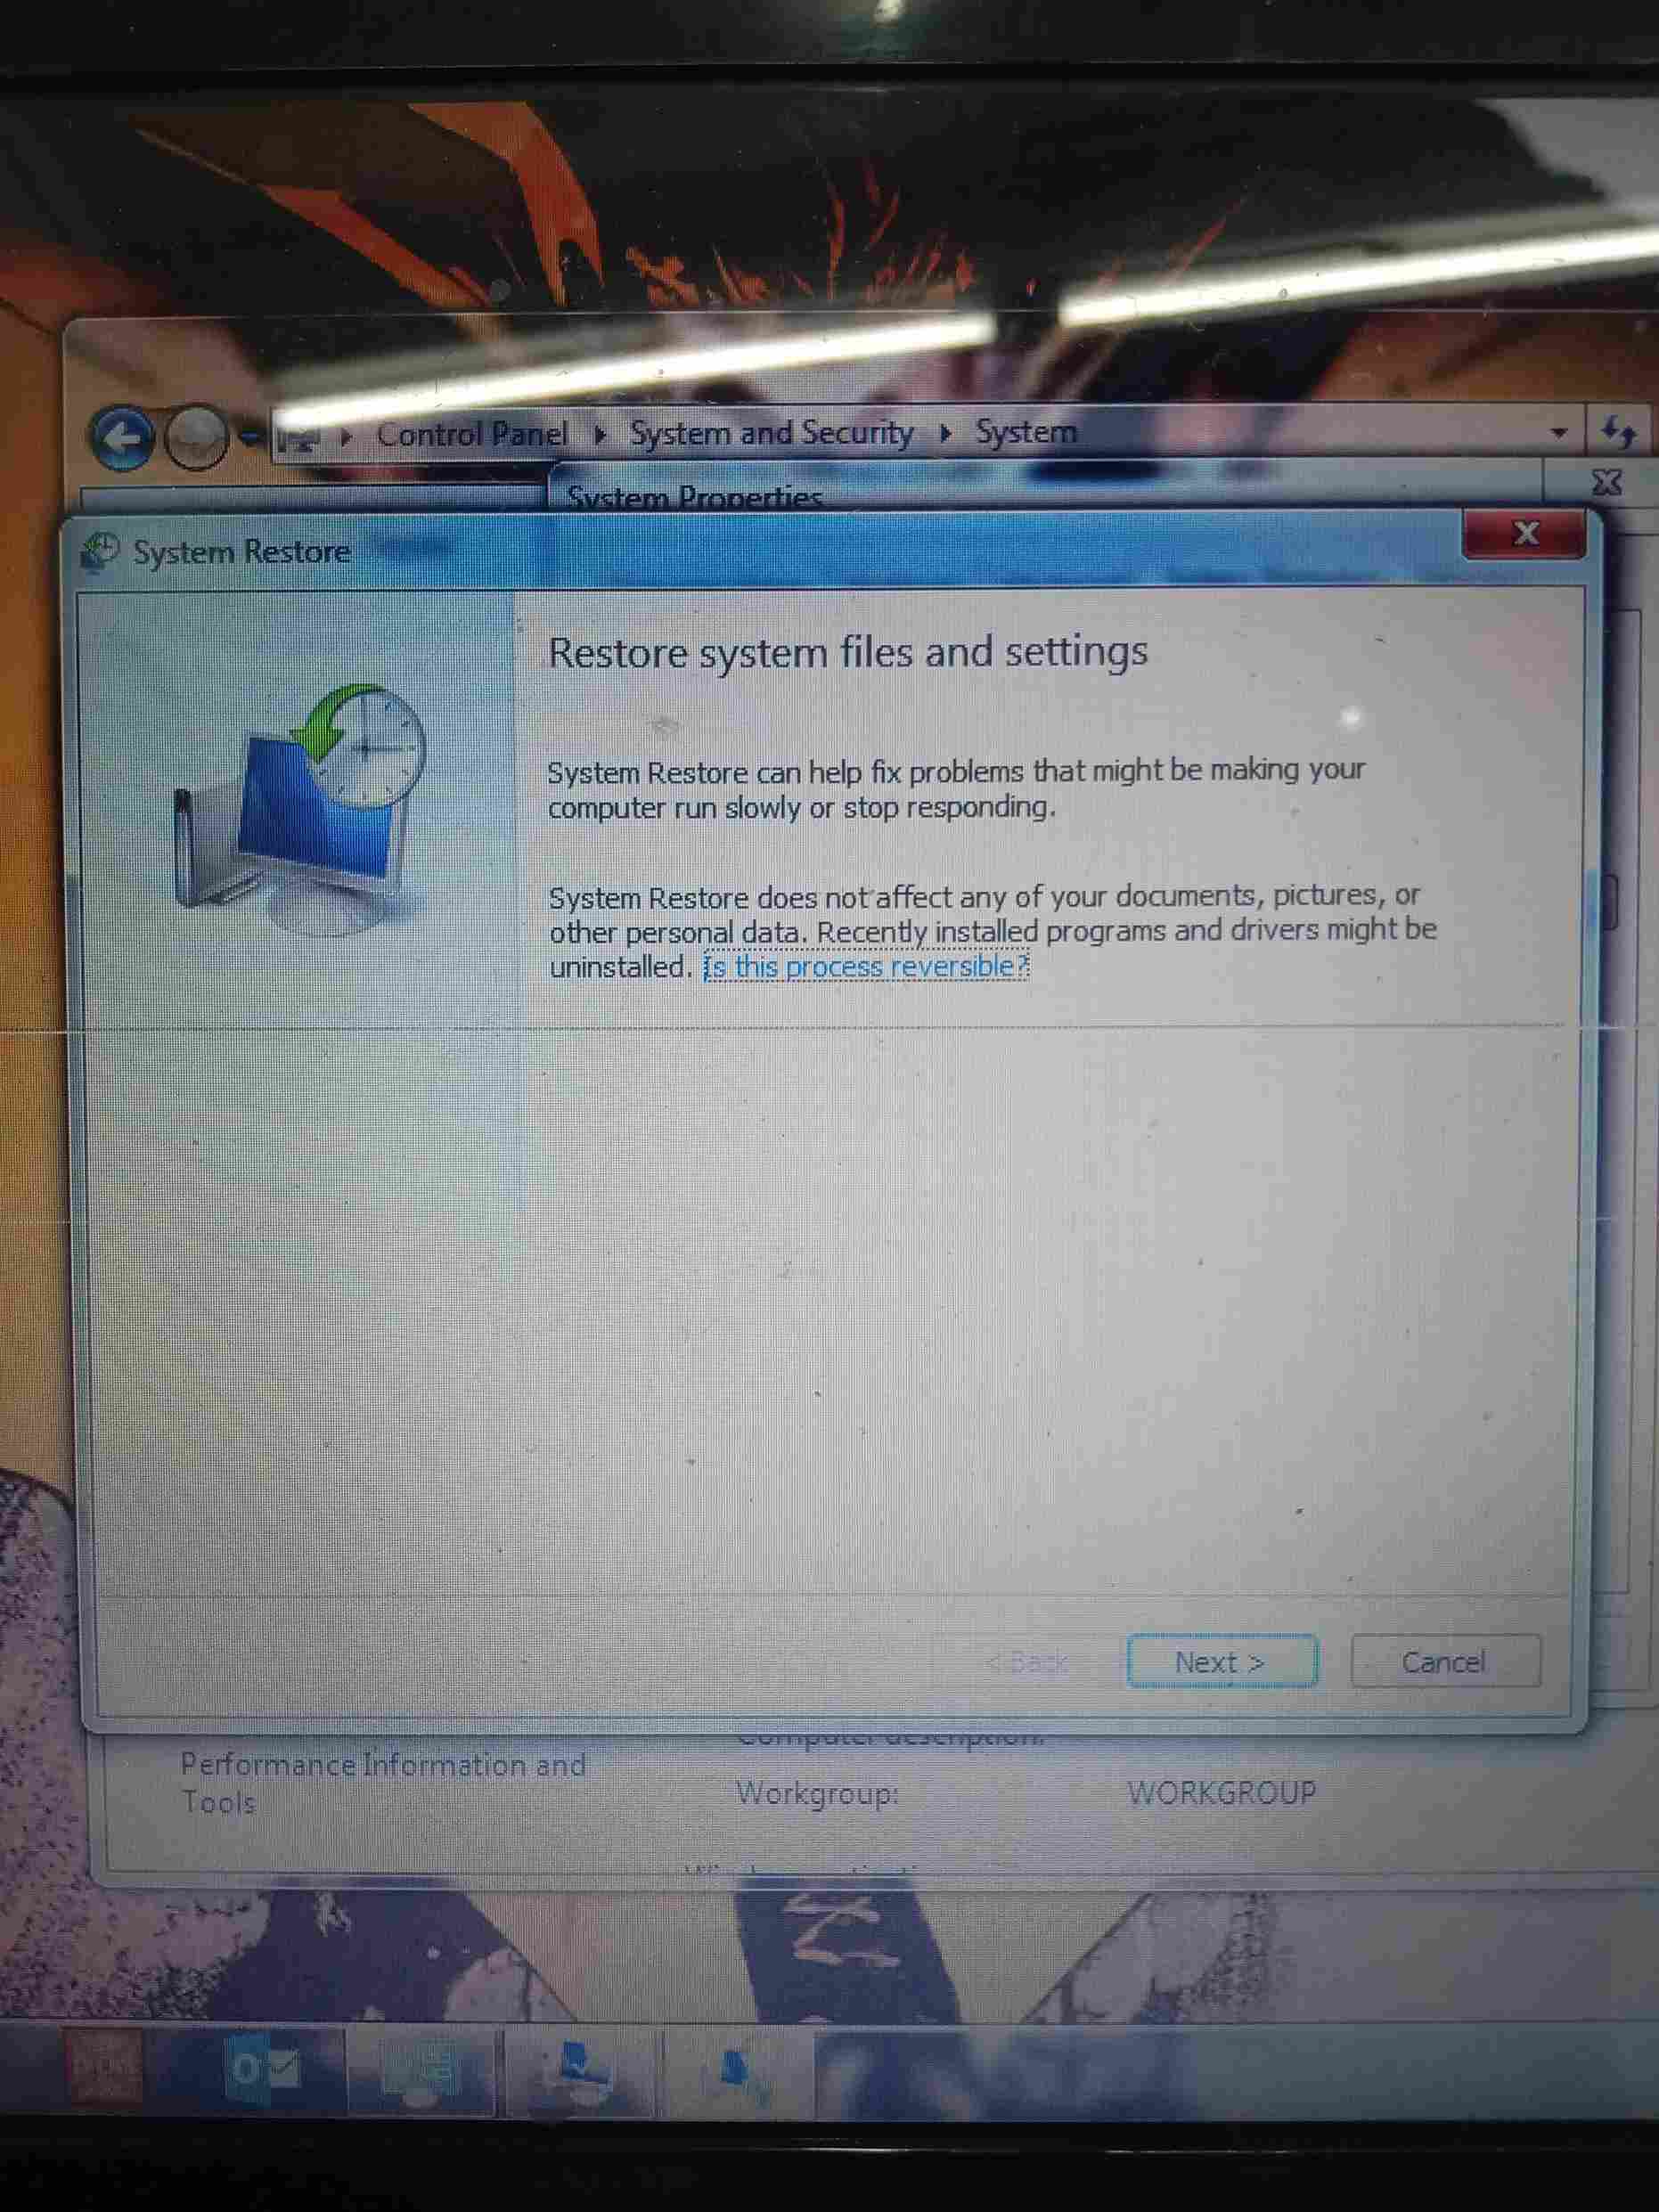 Control Panel System and Security System
System Properties
System Restore
Restore system files and settings
System Restore can help fix problems that might be making your
computer run slowly or stop responding.
System Restore does not affect any of your documents, pictures, or
other personal data. Recently installed programs and drivers might be
uninstalled. Is this process reversible?
< Back Next > Cancel
Computer description:
Performance Information and
Tools
Workgroup: WORKGROUP